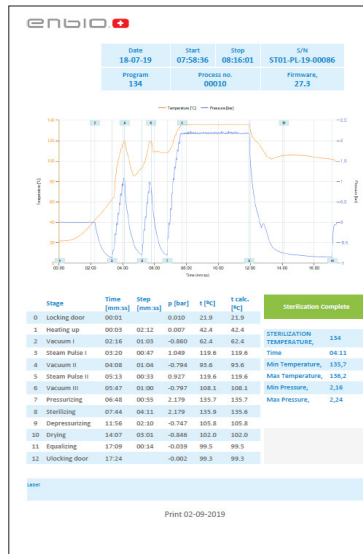 enbio
Date Start Stop S/N
18-07-19 07:58:36 08:16:01 ST01-PL-19-00086
Program Process no. Firmware,
134 00010 27.3
Temperature [°C] Pressure [bar]
Time [mm:ss]
Stage Time [mm:ss] Step [mm:ss] p [bar] t [ºC] t calc. [ºC]
0 Locking door 00:01 0.010 21.9 21.9
1 Heating up 00:03 02:12 0.007 42.4 42.4
2 Vacuum I 02:16 01:03 -0.860 62.4 62.4
3 Steam Pulse I 03:20 00:47 1.049 119.6 119.6
4 Vacuum II 04:08 01:04 -0.794 93.6 93.6
5 Steam Pulse II 05:13 00:33 0.927 119.6 119.6
6 Vacuum III 05:47 01:00 -0.797 108.1 108.1
7 Pressurizing 06:48 00:55 2.179 135.7 135.7
8 Sterilizing 07:44 04:11 2.179 135.9 135.6
9 Depressurizing 11:56 02:10 -0.747 105.8 105.8
10 Drying 14:07 03:01 -0.846 102.0 102.0
11 Equalizing 17:09 00:14 -0.039 99.5 99.5
12 Ulocking door 17:24 -0.002 99.3 99.3
Sterilization Complete
STERILIZATION TEMPERATURE, 134
Time 04:11
Min Temperature, 135,7
Max Temperature, 136,2
Min Pressure, 2,16
Max Pressure, 2,24
Label
Print 02-09-2019